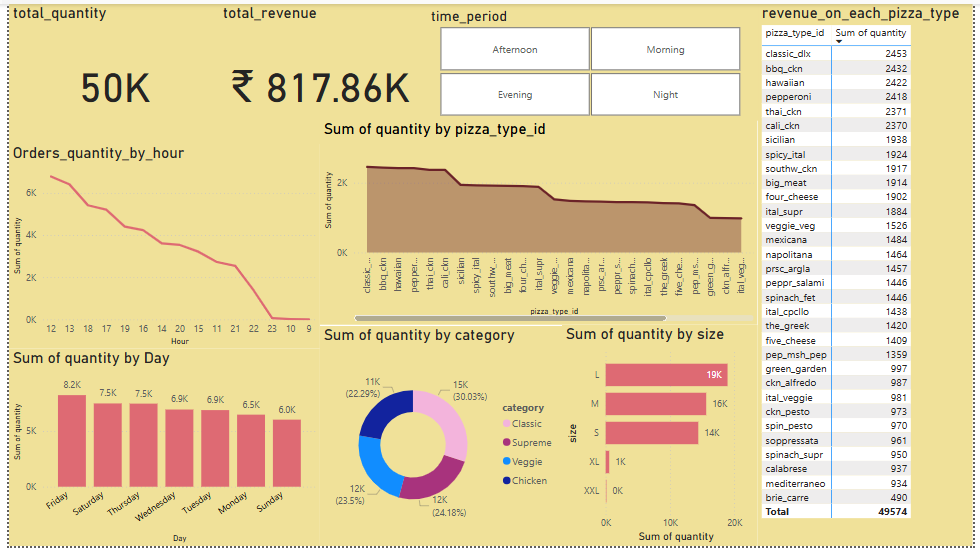 total_quantity
50K
total_revenue
₹ 817.86K
time_period
Afternoon
Morning
Evening
Night
revenue_on_each_pizza_type
pizza_type_id Sum of quantity
classic_dlx 2453
bbq_ckn 2432
hawaiian 2422
pepperoni 2418
thai_ckn 2371
cali_ckn 2370
sicilian 1938
spicy_ital 1924
southw_ckn 1917
big_meat 1914
four_cheese 1902
ital_supr 1884
veggie_veg 1526
mexicana 1484
napolitana 1464
prsc_argla 1457
peppr_salami 1446
spinach_fet 1446
ital_cpcllo 1438
the_greek 1420
five_cheese 1409
pep_msh_pep 1359
green_garden 997
ckn_alfredo 987
ital_veggie 981
ckn_pesto 973
spin_pesto 970
soppressata 961
spinach_supr 950
calabrese 937
mediterraneo 934
brie_carre 490
Total 49574
Orders_quantity_by_hour
Sum of quantity
6K
4K
2K
0K
12 13 18 17 19 16 14 20 15 11 21 22 23 10 9
Hour
Sum of quantity by pizza_type_id
Sum of quantity
2K
0K
classic_...
bbq_ckn
hawaiian
pepper...
thai_ckn
cali_ckn
sicilian
spicy_ital
southw_...
big_meat
four_ch...
ital_supr
veggie_...
mexicana
napolita...
prsc_ar...
peppr_s...
spinach...
ital_cpcllo
the_greek
five_che...
pep_ms...
green_g...
ckn_alfr...
ital_veg...
pizza_type_id
Sum of quantity by Day
Sum of quantity
5K
0K
8.2K
7.5K
7.5K
6.9K
6.9K
6.5K
6.0K
Friday
Saturday
Thursday
Wednesday
Tuesday
Monday
Sunday
Day
Sum of quantity by category
15K
(30.03%)
12K
(24.18%)
12K
(23.5%)
11K
(22.29%)
category
Classic
Supreme
Veggie
Chicken
Sum of quantity by size
size
L 19K
M 16K
S 14K
XL 1K
XXL 0K
0K 10K 20K
Sum of quantity